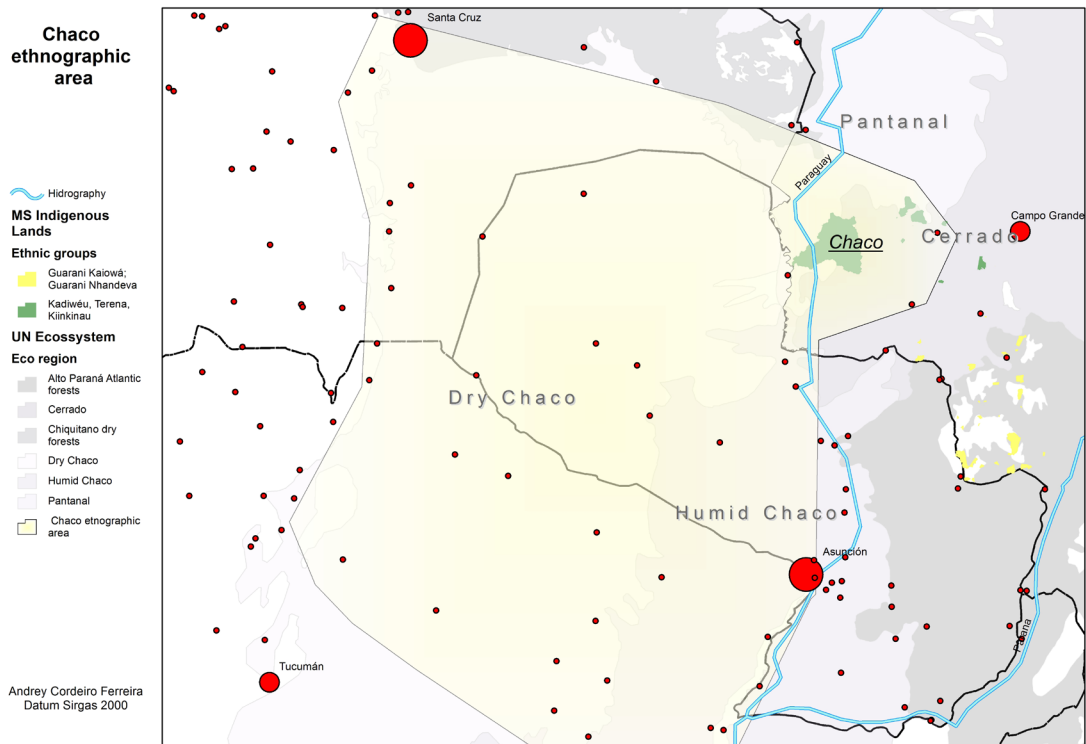 Chaco
ethnographic
area
Hidrography
MS Indigenous
Lands
Ethnic groups
Guarani Kaiowá;
Guarani Nhandeva
Kadiwéu, Terena,
Kiinkinau
UN Ecosystem
Eco region
Alto Paraná Atlantic
forests
Cerrado
Chiquitano dry
forests
Dry Chaco
Humid Chaco
Pantanal
Chaco etnographic
area
Andrey Cordeiro Ferreira
Datum Sirgas 2000
Santa Cruz
Pantanal
Paraguay
Campo Grande
Cerrado
Chaco
Dry Chaco
Humid Chaco
Asunción
Parana
Tucumán